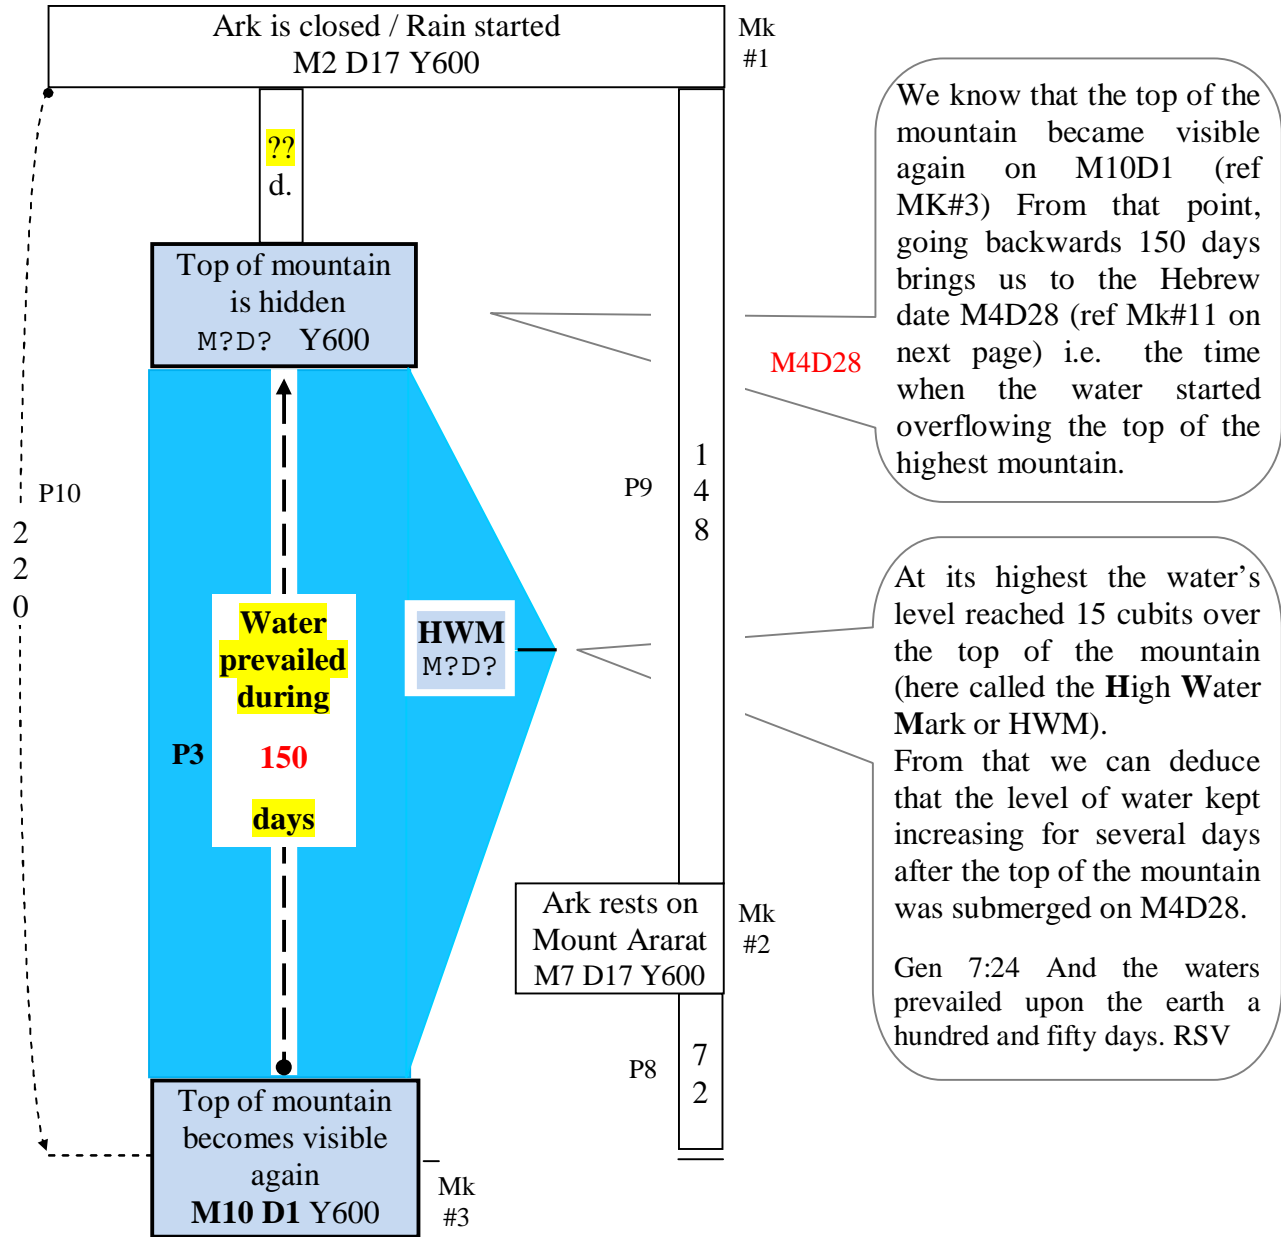 Ark is closed / Rain started
M2 D17 Y600
Mk
#1
??
d.
Top of mountain
is hidden
M?D? Y600
M4D28
We know that the top of the
mountain became visible
again on M10D1 (ref
MK#3) From that point,
going backwards 150 days
brings us to the Hebrew
date M4D28 (ref Mk#11 on
next page) i.e. the time
when the water started
overflowing the top of the
highest mountain.
P10
2
2
0
P9
1
4
8
Water
prevailed
during
150
days
P3
HWM
M?D?
At its highest the water’s
level reached 15 cubits over
the top of the mountain
(here called the High Water
Mark or HWM).
From that we can deduce
that the level of water kept
increasing for several days
after the top of the mountain
was submerged on M4D28.
Gen 7:24 And the waters
prevailed upon the earth a
hundred and fifty days. RSV
Ark rests on
Mount Ararat
M7 D17 Y600
Mk
#2
P8
7
2
Top of mountain
becomes visible
again
M10 D1 Y600
Mk
#3